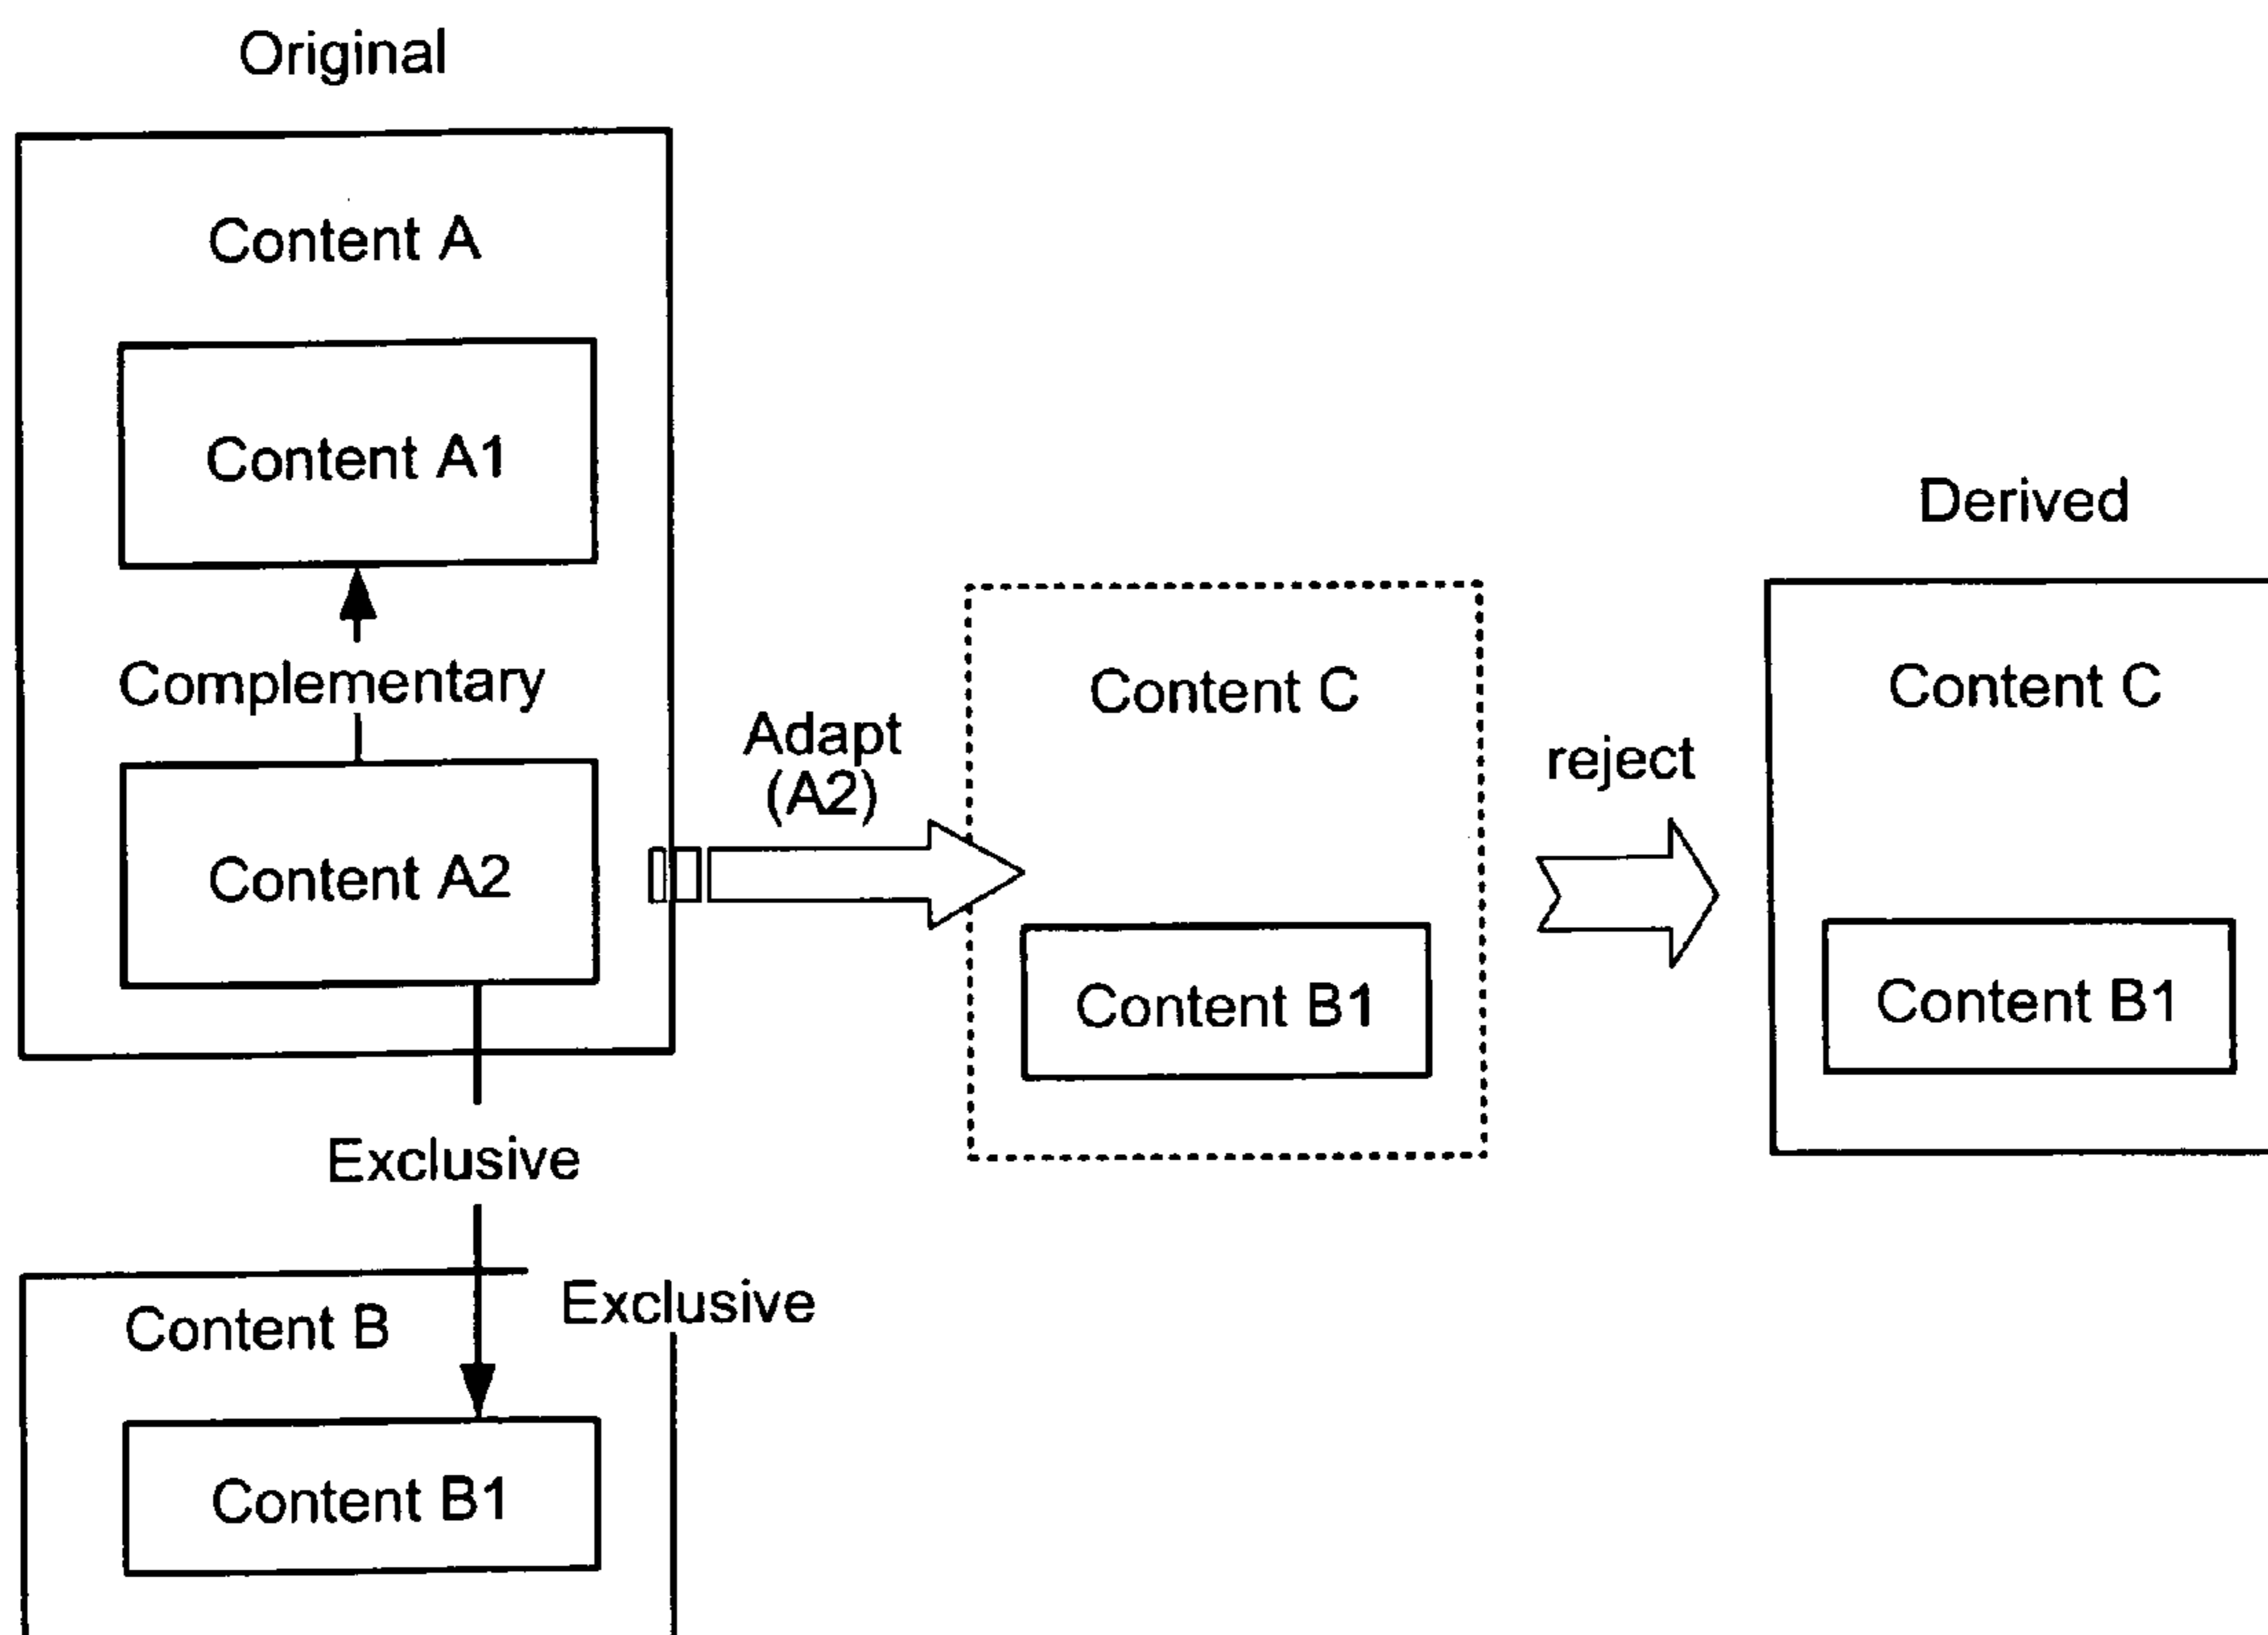 Original
Content A
Content A1
Complementary
Content A2
Exclusive
Content B
Exclusive
Content B1
Adapt
(A2)
Content C
Content B1
reject
Derived
Content C
Content B1